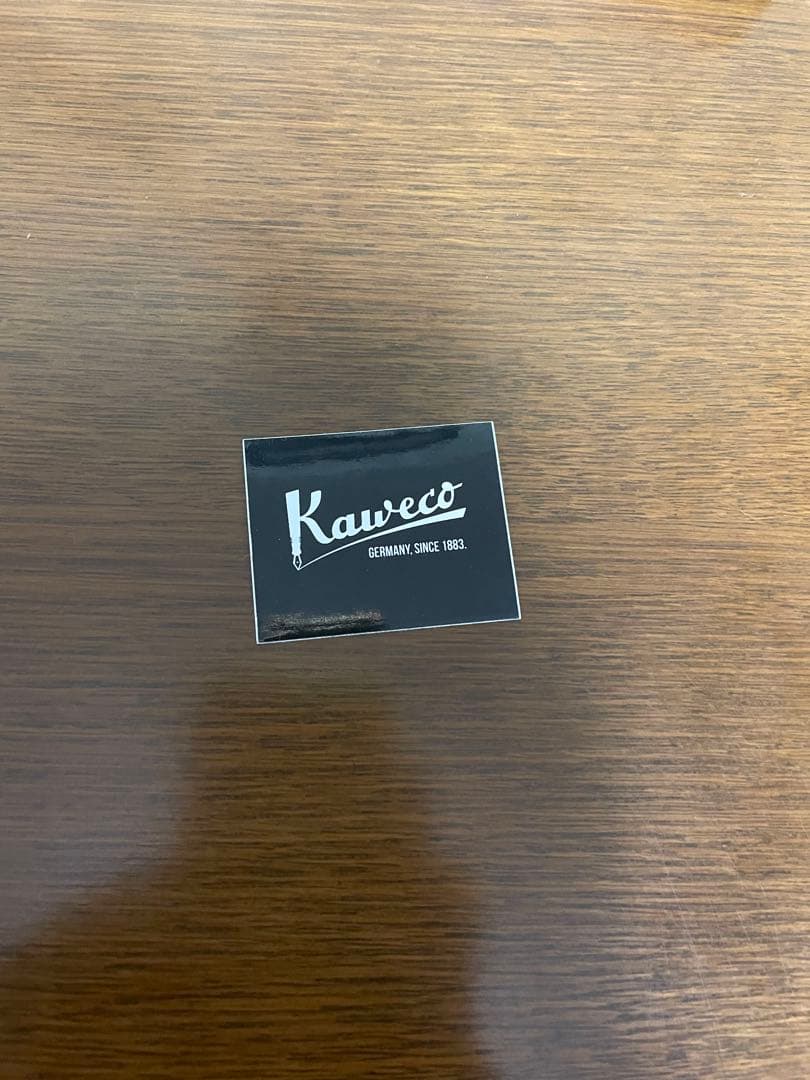 Kaweco
GERMANY, SINCE 1883.